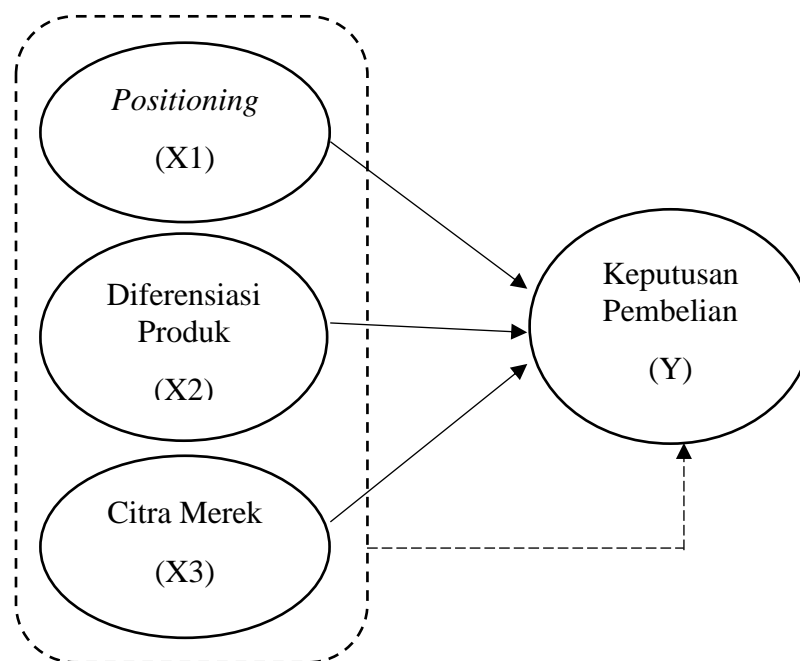 Positioning
(X1)
Diferensiasi
Produk
(X2)
Citra Merek
(X3)
Keputusan
Pembelian
(Y)